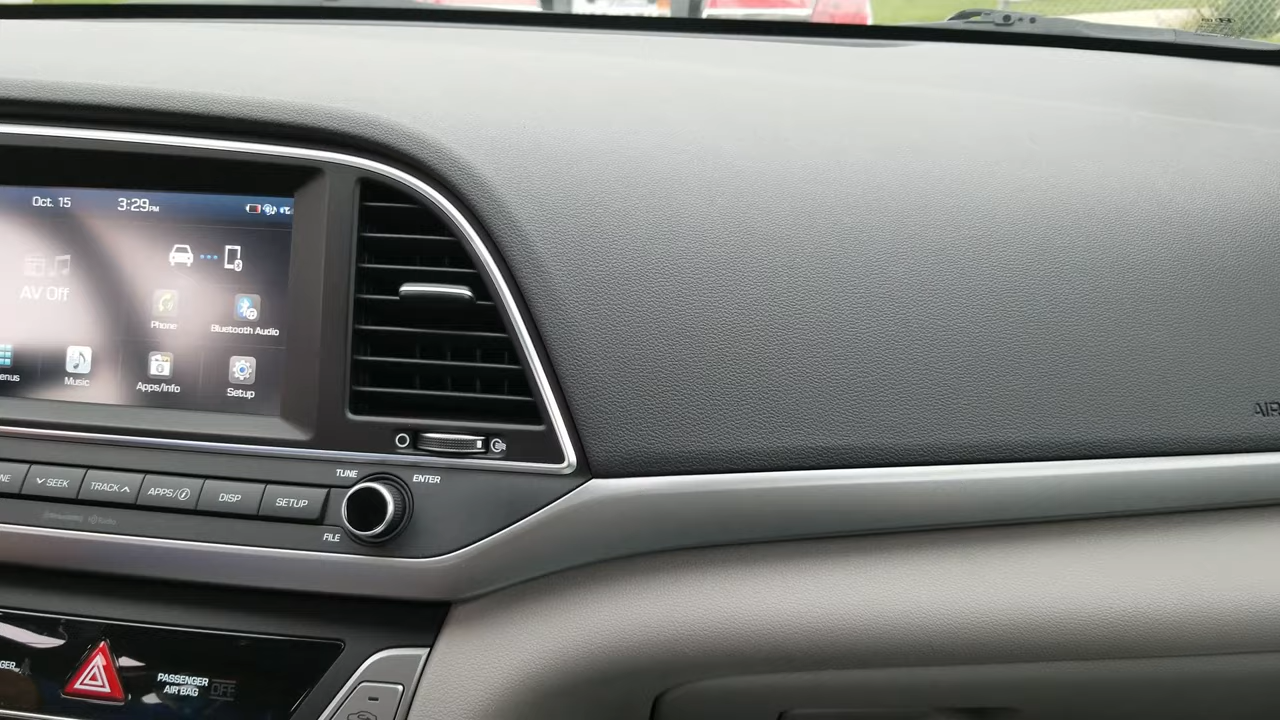 Oct. 15
3:29PM
AV Off
Phone
Bluetooth Audio
Music
Apps/Info
Setup
TUNE
ENTER
SEEK
TRACK
APPS/i
DISP
SETUP
FILE
PASSENGER
AIR BAG OFF